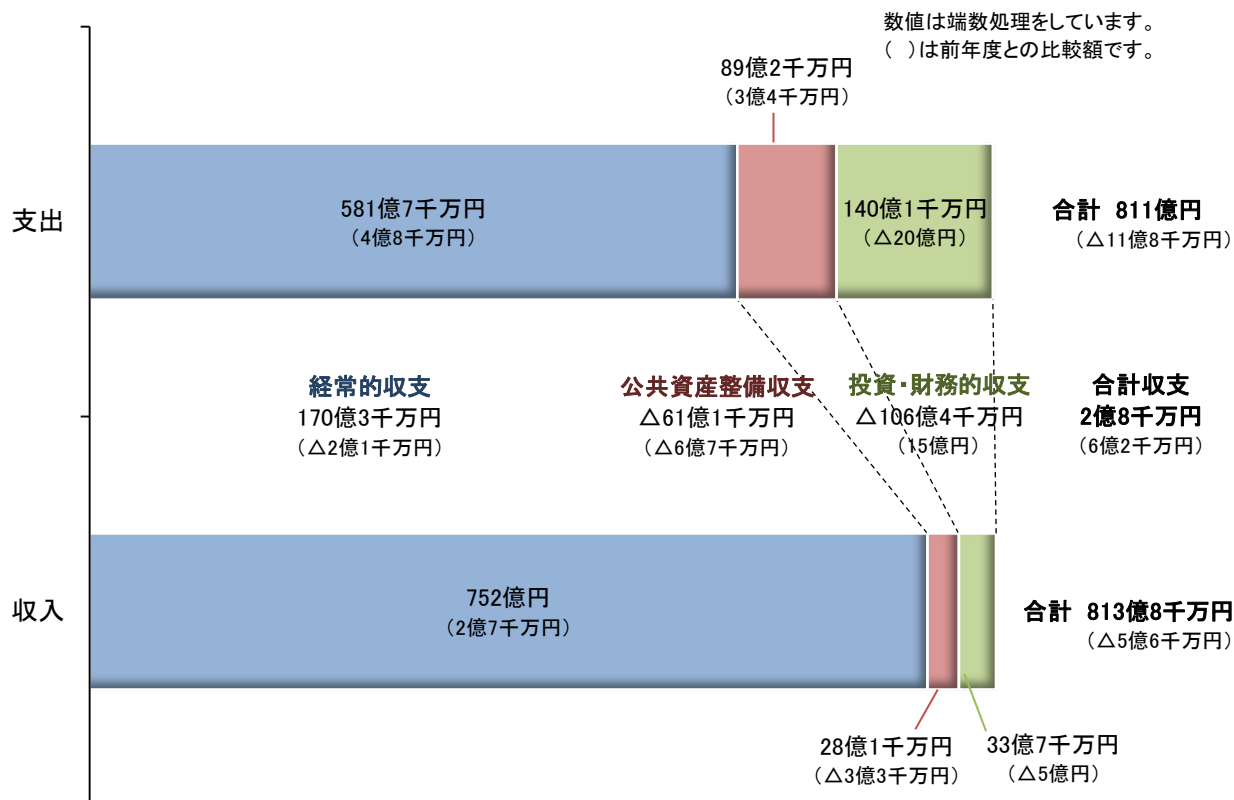 数値は端数処理をしています。
（　）は前年度との比較額です。
89億2千万円
（3億4千万円）
支出
581億7千万円
（4億8千万円）
140億1千万円
（△20億円）
合計 811億円
（△11億8千万円）
経常的収支
170億3千万円
（△2億1千万円）
公共資産整備収支
△61億1千万円
（△6億7千万円）
投資・財務的収支
△106億4千万円
（15億円）
合計収支
2億8千万円
（6億2千万円）
収入
752億円
（2億7千万円）
合計 813億8千万円
（△5億6千万円）
28億1千万円
（△3億3千万円）
33億7千万円
（△5億円）